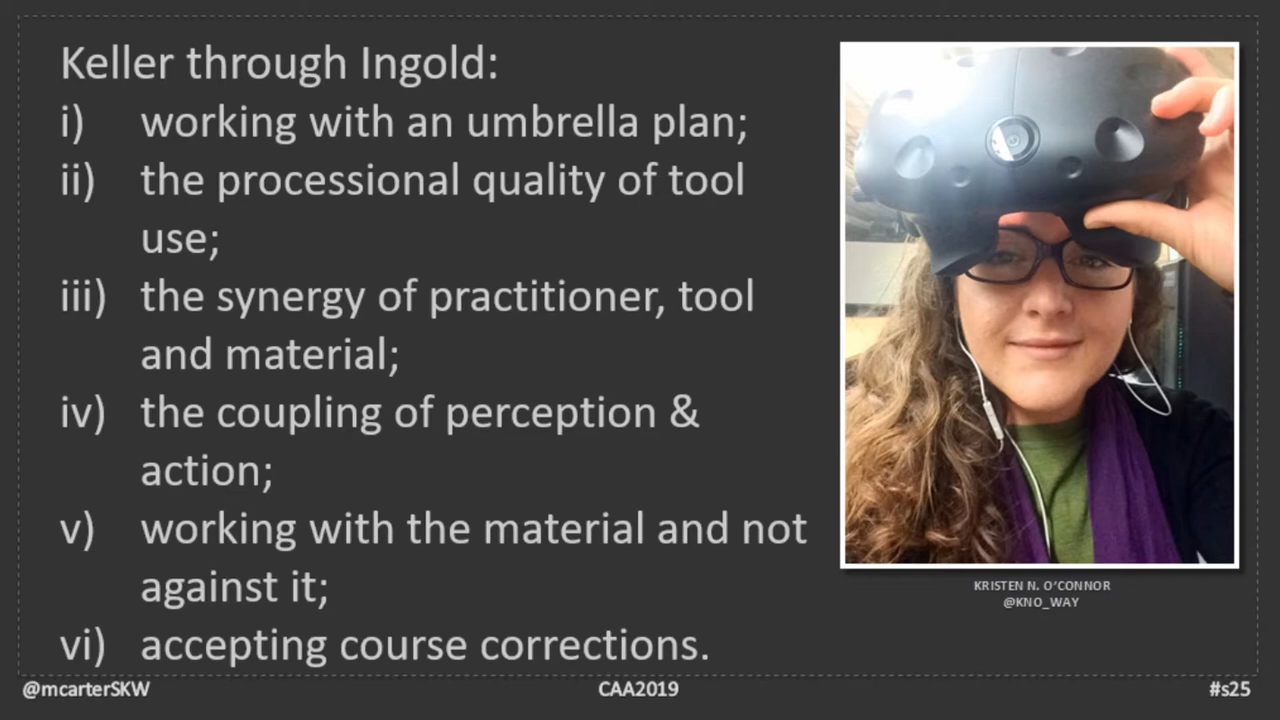 Keller through Ingold:
i) working with an umbrella plan;
ii) the processional quality of tool
use;
iii) the synergy of practitioner, tool
and material;
iv) the coupling of perception &
action;
v) working with the material and not
against it;
vi) accepting course corrections.
KRISTEN N. O'CONNOR
@KNO_WAY
@mcarterSKW
CAA2019
#s25